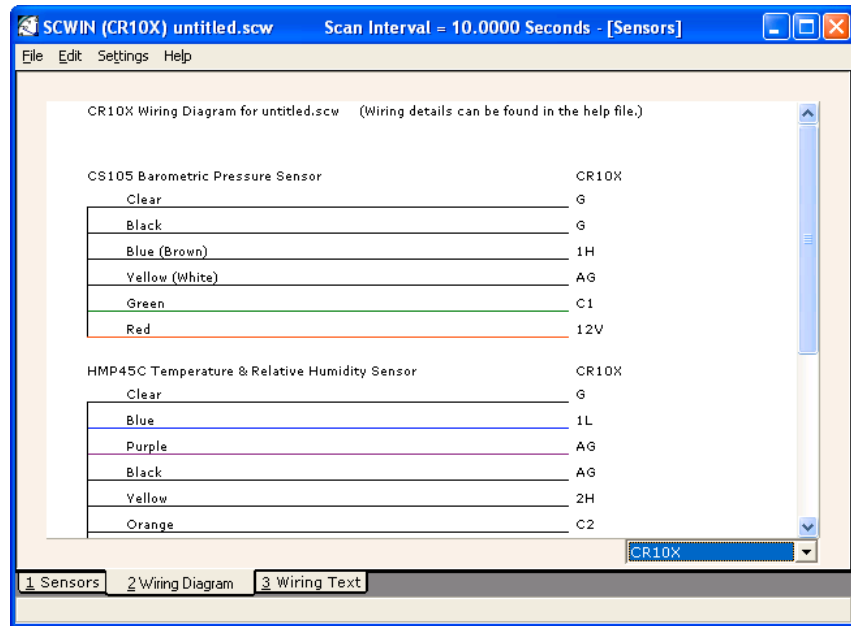 SCWIN (CR10X) untitled.scw Scan Interval = 10.0000 Seconds - [Sensors]
File Edit Settings Help
CR10X Wiring Diagram for untitled.scw (Wiring details can be found in the help file.)
CS105 Barometric Pressure Sensor CR10X
Clear G
Black G
Blue (Brown) 1H
Yellow (White) AG
Green C1
Red 12V
HMP45C Temperature & Relative Humidity Sensor CR10X
Clear G
Blue 1L
Purple AG
Black AG
Yellow 2H
Orange C2
CR10X
1 Sensors 2 Wiring Diagram 3 Wiring Text